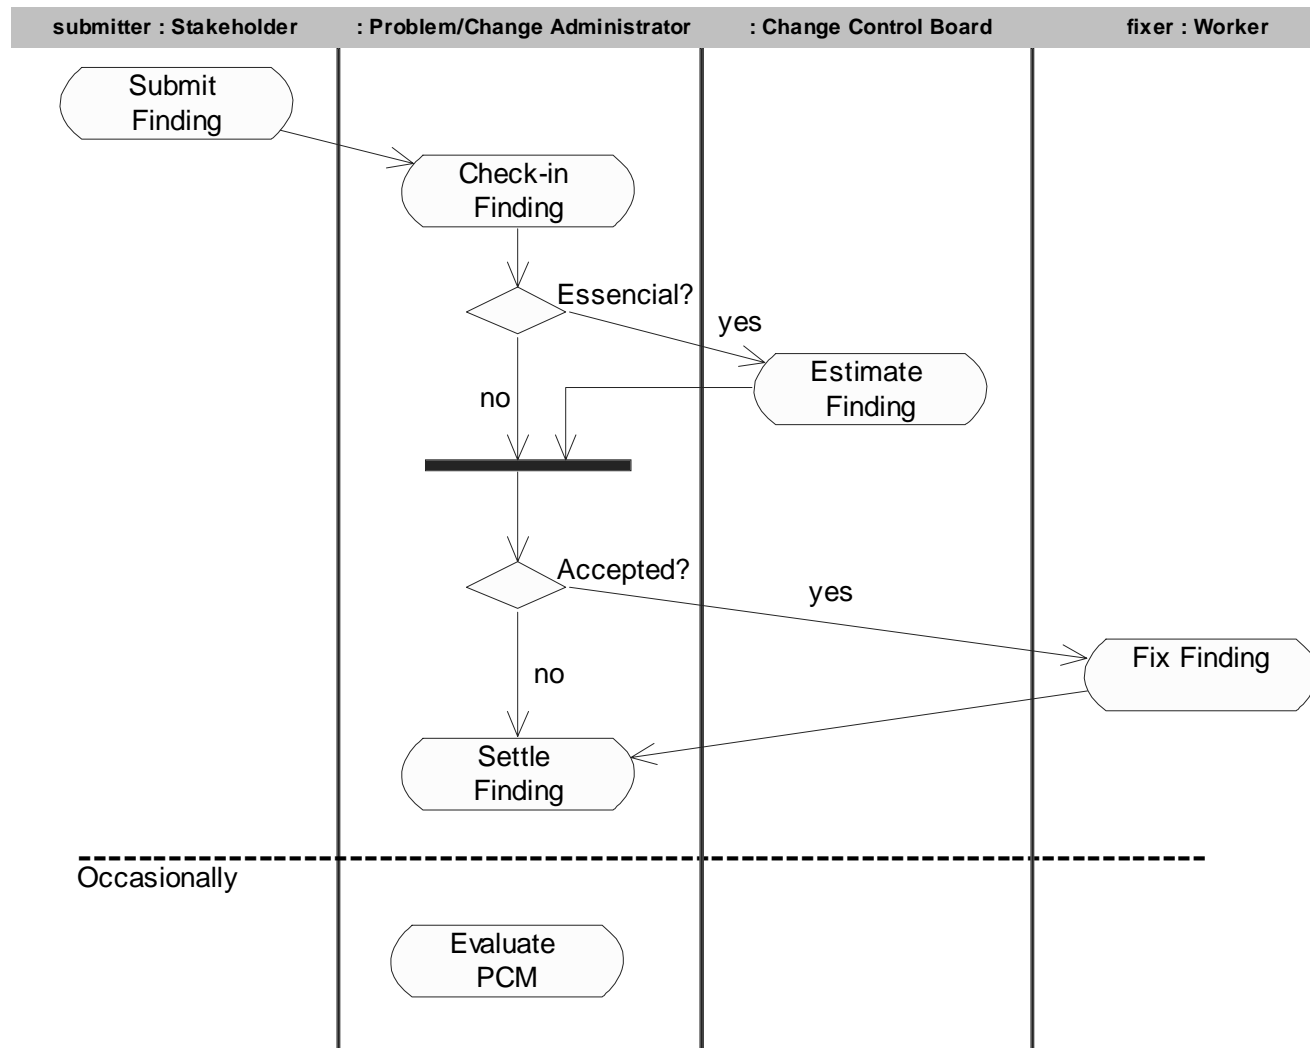 submitter : Stakeholder
: Problem/Change Administrator
: Change Control Board
fixer : Worker
Submit
Finding
Check-in
Finding
Essencial?
yes
Estimate
Finding
no
Accepted?
yes
Fix Finding
no
Settle
Finding
Occasionally
Evaluate
PCM